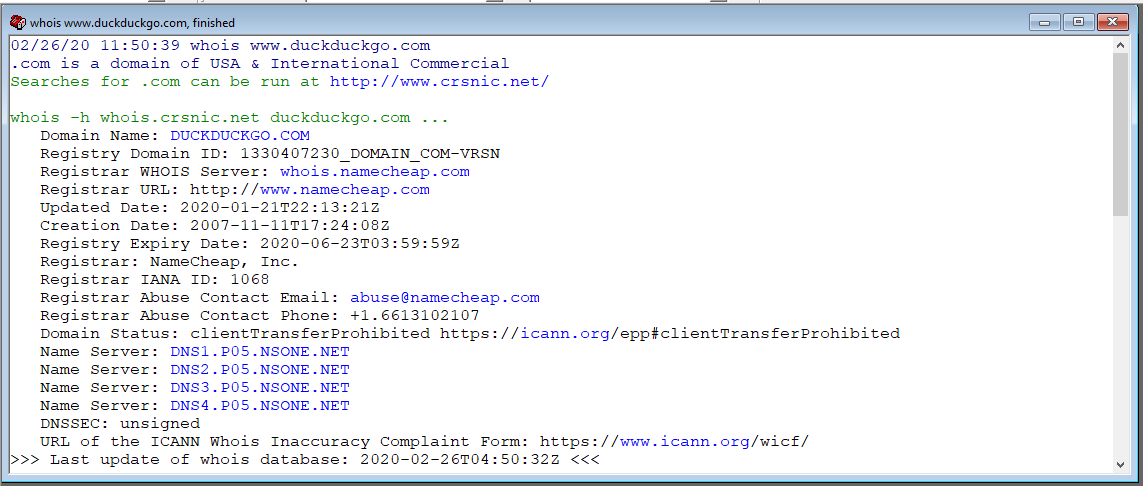 whois www.duckduckgo.com, finished
02/26/20 11:50:39 whois www.duckduckgo.com
.com is a domain of USA & International Commercial
Searches for .com can be run at http://www.crsnic.net/
whois -h whois.crsnic.net duckduckgo.com ...
Domain Name: DUCKDUCKGO.COM
Registry Domain ID: 1330407230_DOMAIN_COM-VRSN
Registrar WHOIS Server: whois.namecheap.com
Registrar URL: http://www.namecheap.com
Updated Date: 2020-01-21T22:13:21Z
Creation Date: 2007-11-11T17:24:08Z
Registry Expiry Date: 2020-06-23T03:59:59Z
Registrar: NameCheap, Inc.
Registrar IANA ID: 1068
Registrar Abuse Contact Email: abuse@namecheap.com
Registrar Abuse Contact Phone: +1.6613102107
Domain Status: clientTransferProhibited https://icann.org/epp#clientTransferProhibited
Name Server: DNS1.P05.NSONE.NET
Name Server: DNS2.P05.NSONE.NET
Name Server: DNS3.P05.NSONE.NET
Name Server: DNS4.P05.NSONE.NET
DNSSEC: unsigned
URL of the ICANN Whois Inaccuracy Complaint Form: https://www.icann.org/wicf/
>>> Last update of whois database: 2020-02-26T04:50:32Z <<<